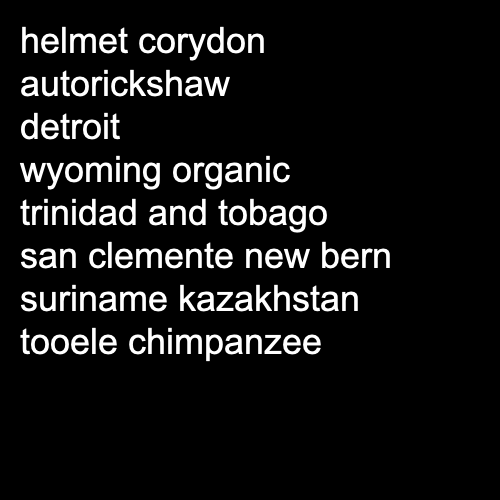 helmet corydon
autorickshaw
detroit
wyoming organic
trinidad and tobago
san clemente new bern
suriname kazakhstan
tooele chimpanzee